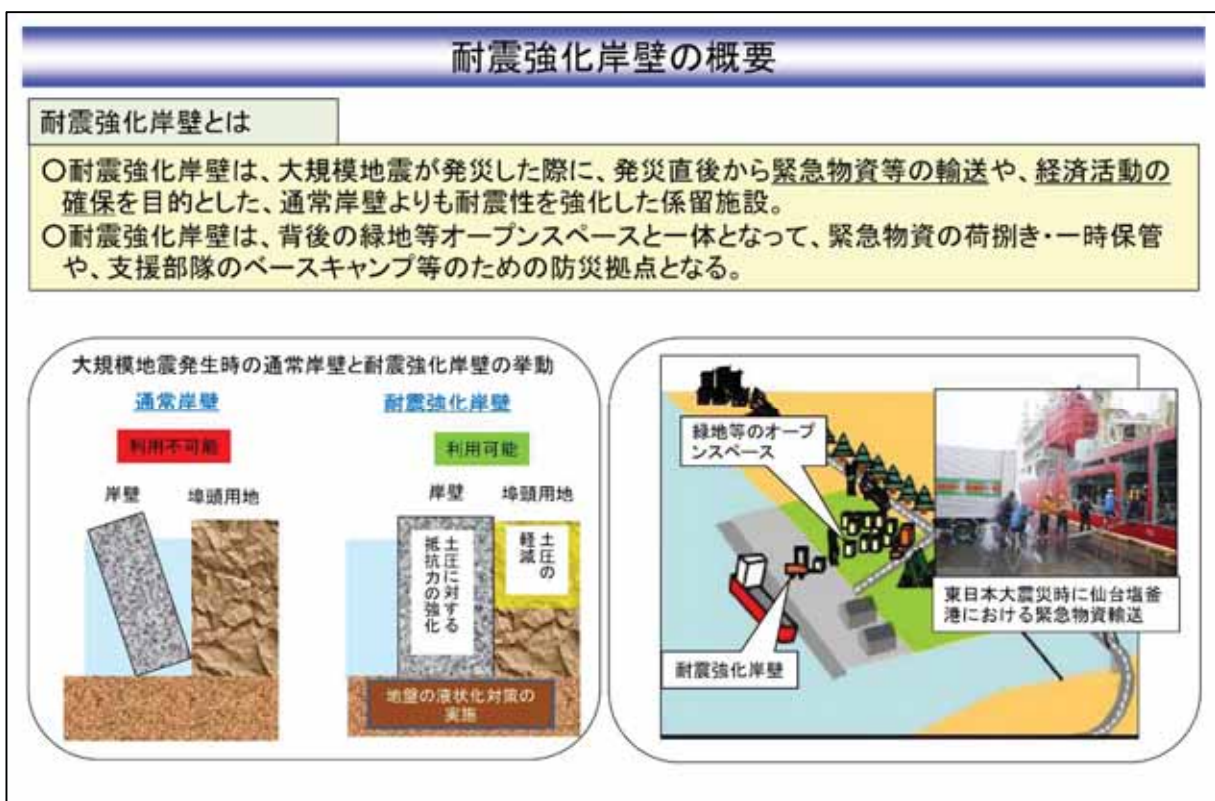 耐震強化岸壁の概要
耐震強化岸壁とは
○耐震強化岸壁は、大規模地震が発災した際に、発災直後から緊急物資等の輸送や、経済活動の
確保を目的とした、通常岸壁よりも耐震性を強化した係留施設。
○耐震強化岸壁は、背後の緑地等オープンスペースと一体となって、緊急物資の荷捌き・一時保管
や、支援部隊のベースキャンプ等のための防災拠点となる。
大規模地震発生時の通常岸壁と耐震強化岸壁の挙動
通常岸壁
利用不可能
岸壁
埠頭用地
耐震強化岸壁
利用可能
岸壁
埠頭用地
土圧に対する
抵抗力の強化
土圧の
軽減
地盤の液状化対策の
実施
緑地等のオープ
ンスペース
耐震強化岸壁
東日本大震災時に仙台塩釜
港における緊急物資輸送